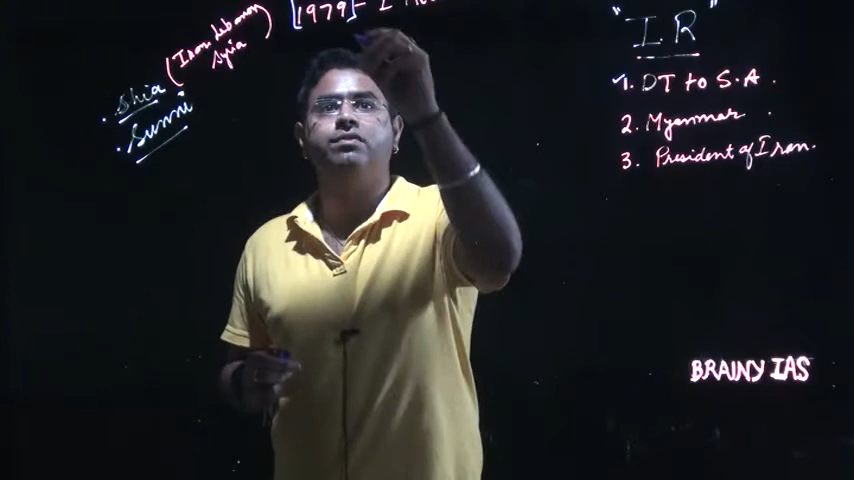 [1979]- I
(Iran Lebanon
Syria)
. Shia
. Sunni
"IR"
1. DT to S.A.
2. Myanmar
3. President of Iran.
BRAINY IAS